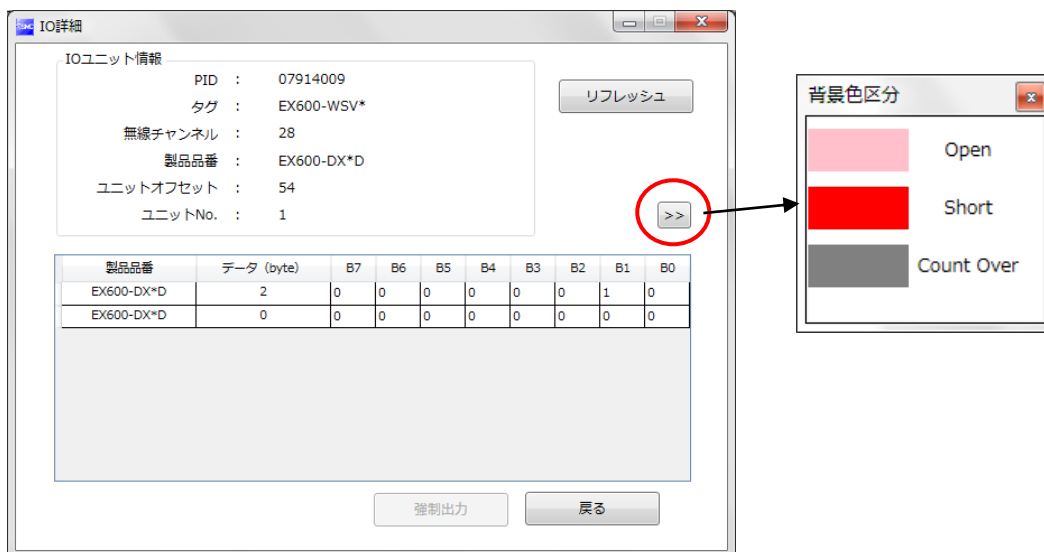 IO詳細
IOユニット情報
PID : 07914009
タグ : EX600-WSV*
無線チャンネル : 28
製品品番 : EX600-DX*D
ユニットオフセット : 54
ユニットNo. : 1
リフレッシュ
>>
製品品番 データ (byte) B7 B6 B5 B4 B3 B2 B1 B0
EX600-DX*D 2 0 0 0 0 0 0 1 0
EX600-DX*D 0 0 0 0 0 0 0 0 0
強制出力 戻る
背景色区分
Open
Short
Count Over